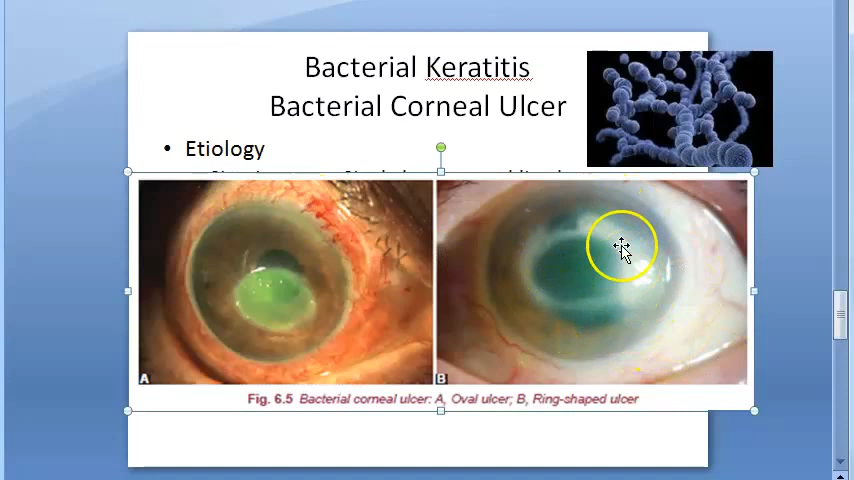 Bacterial Keratitis
Bacterial Corneal Ulcer
• Etiology
A
B
Fig. 6.5 Bacterial corneal ulcer: A, Oval ulcer; B, Ring-shaped ulcer